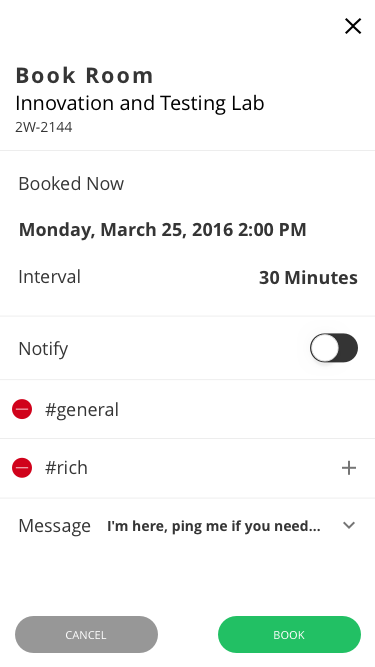 Book Room
Innovation and Testing Lab
2W-2144
Booked Now
Monday, March 25, 2016 2:00 PM
Interval 30 Minutes
Notify
#general
#rich
Message I'm here, ping me if you need...
CANCEL BOOK